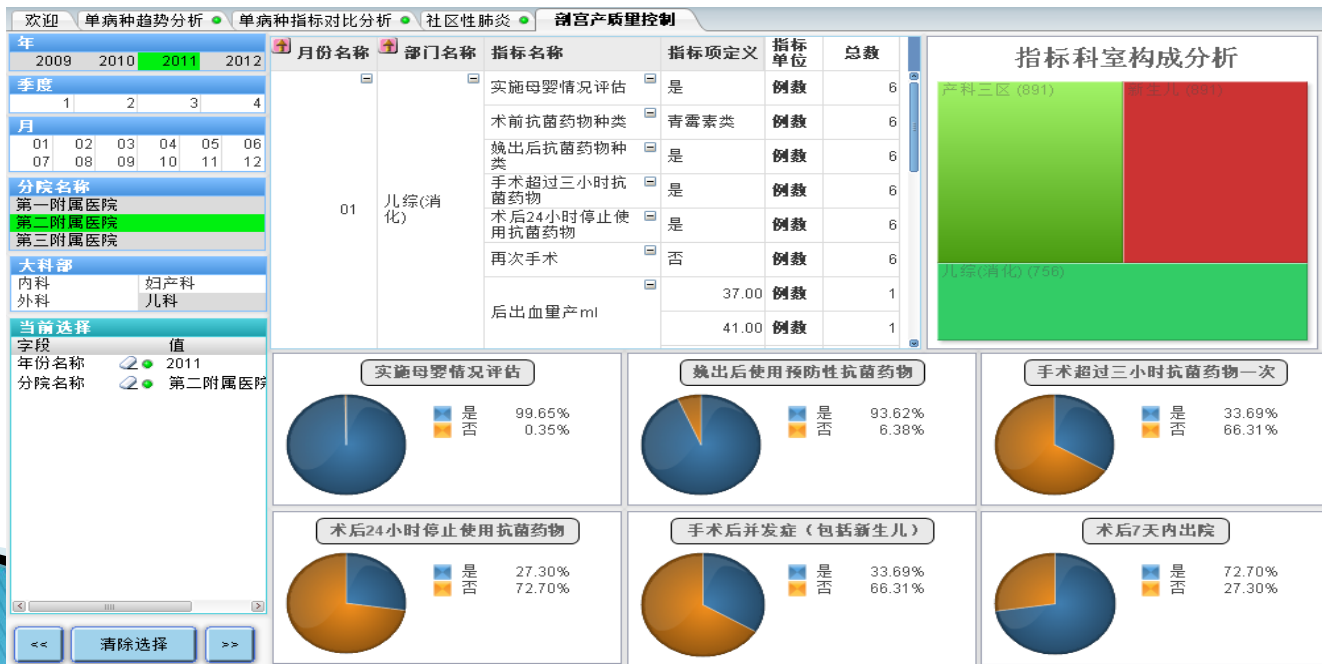 欢迎 单病种趋势分析 单病种指标对比分析 社区性肺炎 剖宫产质量控制
年
2009 2010 2011 2012
季度
1 2 3 4
月
01 02 03 04 05 06
07 08 09 10 11 12
分院名称
第一附属医院
第二附属医院
第三附属医院
大科部
内科 妇产科
外科 儿科
当前选择
字段 值
年份名称 2011
分院名称 第二附属医院
<< 清除选择 >>
月份名称 部门名称 指标名称 指标项定义 指标单位 总数
01 儿综(消化)
实施母婴情况评估 是 例数 6
术前抗菌药物种类 青霉素类 例数 6
娩出后抗菌药物种类 是 例数 6
手术超过三小时抗菌药物 是 例数 6
术后24小时停止使用抗菌药物 是 例数 6
再次手术 否 例数 6
后出血量产ml 37.00 例数 1
41.00 例数 1
指标科室构成分析
产科三区 (891) 新生儿 (891)
儿综(消化) (756)
实施母婴情况评估
是 99.65%
否 0.35%
娩出后使用预防性抗菌药物
是 93.62%
否 6.38%
手术超过三小时抗菌药物一次
是 33.69%
否 66.31%
术后24小时停止使用抗菌药物
是 27.30%
否 72.70%
手术后并发症（包括新生儿）
是 33.69%
否 66.31%
术后7天内出院
是 72.70%
否 27.30%